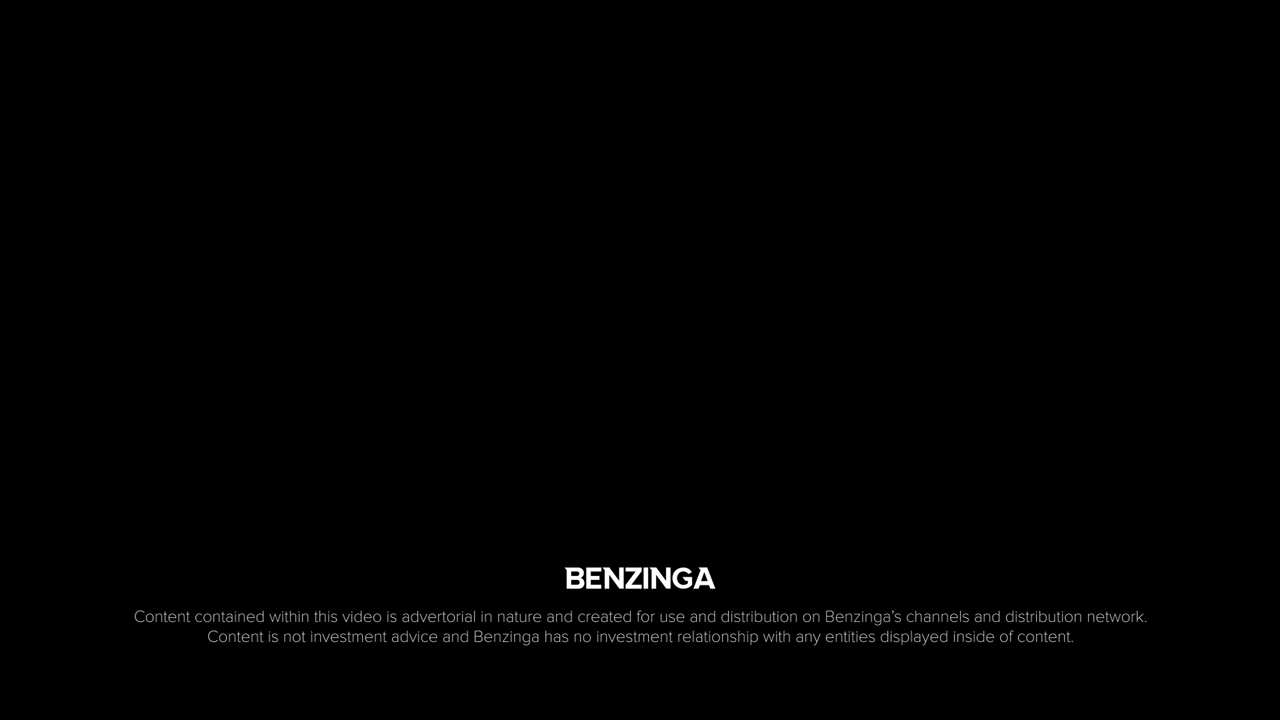 BENZINGA
Content contained within this video is advertorial in nature and created for use and distribution on Benzinga’s channels and distribution network.
Content is not investment advice and Benzinga has no investment relationship with any entities displayed inside of content.